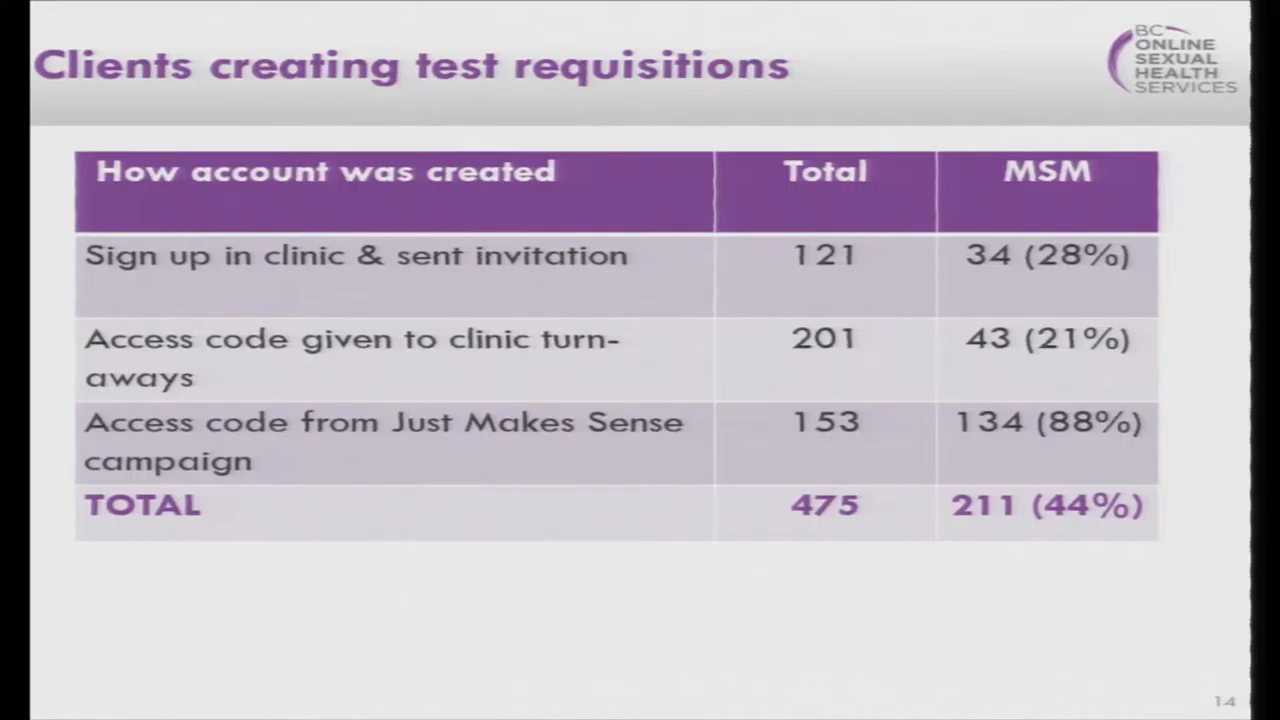 Clients creating test requisitions
BC
ONLINE
SEXUAL
HEALTH
SERVICES
How account was created Total MSM
Sign up in clinic & sent invitation 121 34 (28%)
Access code given to clinic turn- 201 43 (21%)
aways
Access code from Just Makes Sense 153 134 (88%)
campaign
TOTAL 475 211 (44%)
14